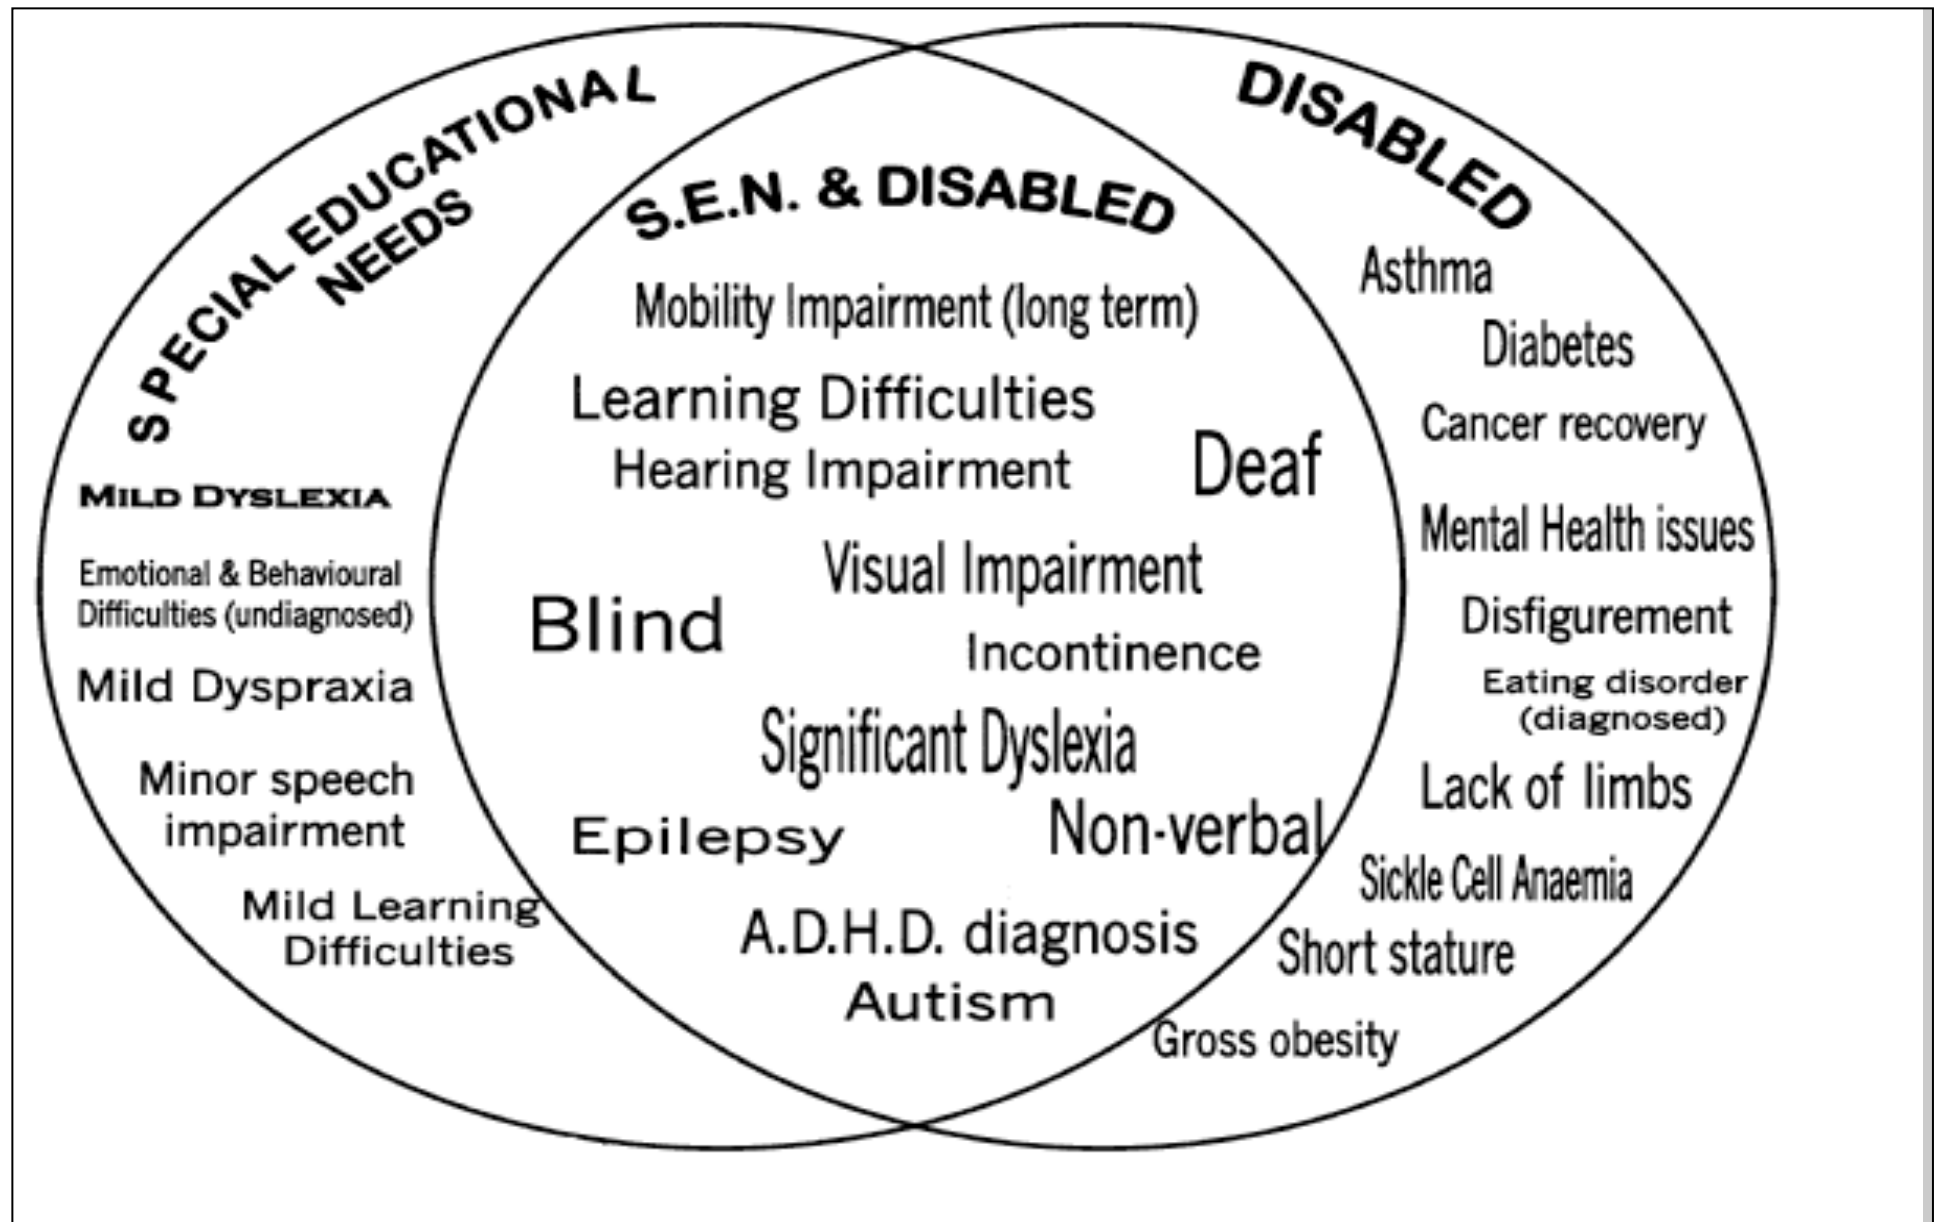 SPECIAL EDUCATIONAL
NEEDS
MILD DYSLEXIA
Emotional & Behavioural
Difficulties (undiagnosed)
Mild Dyspraxia
Minor speech
impairment
Mild Learning
Difficulties
S.E.N. & DISABLED
Mobility Impairment (long term)
Learning Difficulties
Hearing Impairment
Deaf
Visual Impairment
Blind
Incontinence
Significant Dyslexia
Epilepsy
Non-verbal
A.D.H.D. diagnosis
Autism
DISABLED
Asthma
Diabetes
Cancer recovery
Mental Health issues
Disfigurement
Eating disorder
(diagnosed)
Lack of limbs
Sickle Cell Anaemia
Short stature
Gross obesity